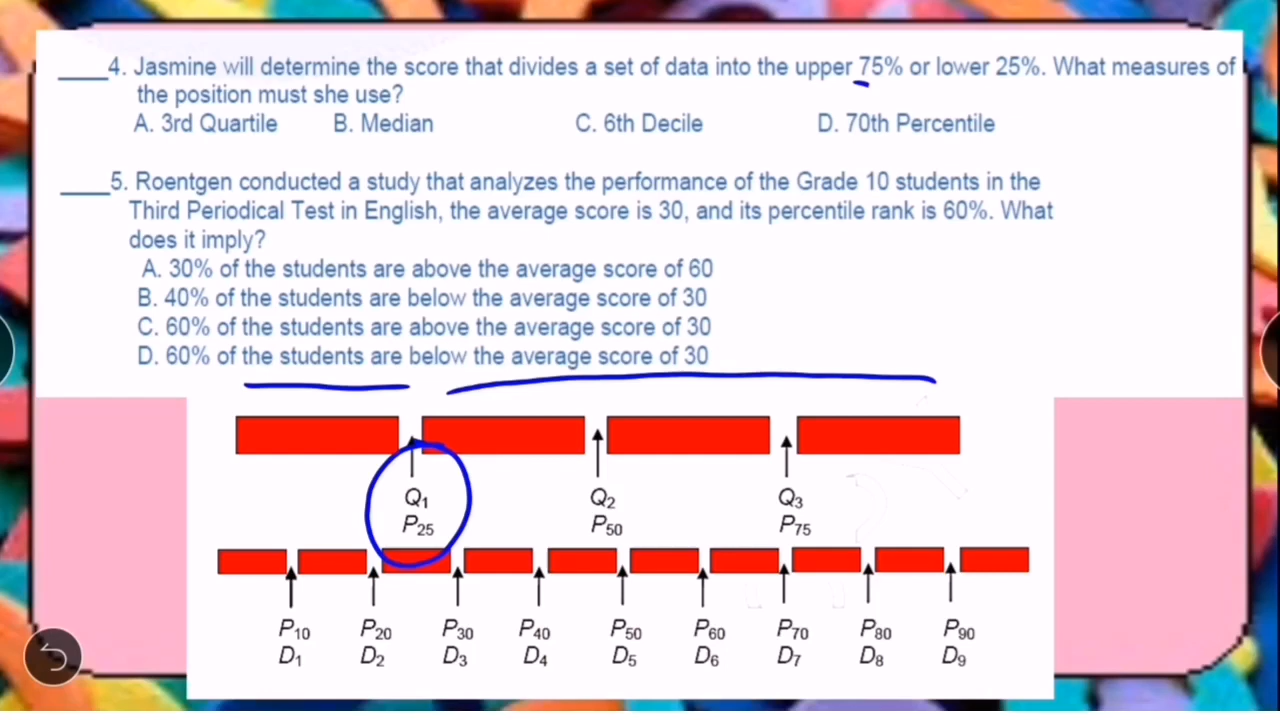 ____4. Jasmine will determine the score that divides a set of data into the upper 75% or lower 25%. What measures of
the position must she use?
A. 3rd Quartile B. Median C. 6th Decile D. 70th Percentile
____5. Roentgen conducted a study that analyzes the performance of the Grade 10 students in the
Third Periodical Test in English, the average score is 30, and its percentile rank is 60%. What
does it imply?
A. 30% of the students are above the average score of 60
B. 40% of the students are below the average score of 30
C. 60% of the students are above the average score of 30
D. 60% of the students are below the average score of 30
Q1 Q2 Q3
P25 P50 P75
P10 P20 P30 P40 P50 P60 P70 P80 P90
D1 D2 D3 D4 D5 D6 D7 D8 D9